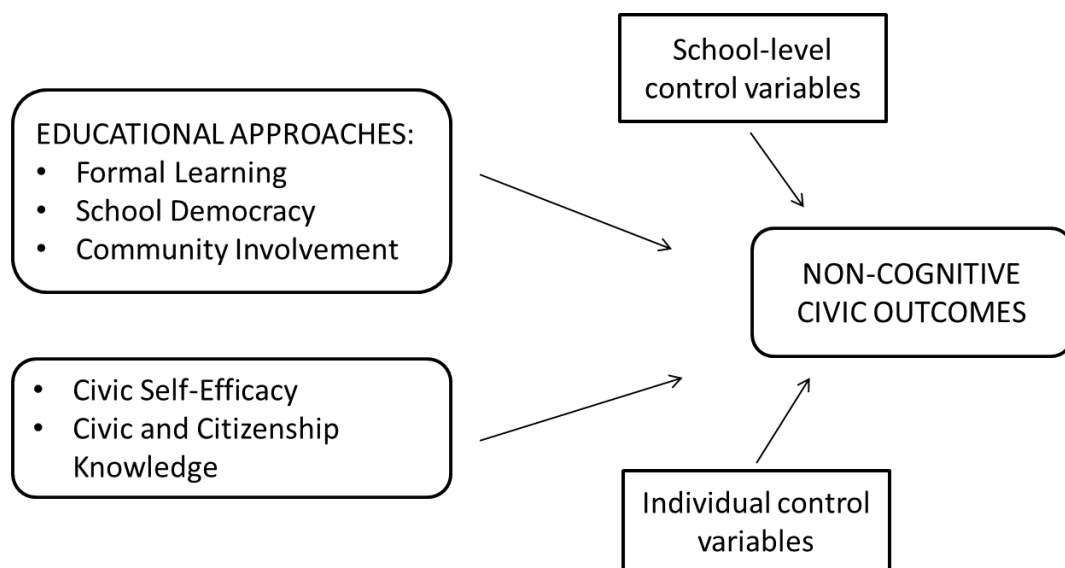 School-level
control variables
EDUCATIONAL APPROACHES:
• Formal Learning
• School Democracy
• Community Involvement
NON-COGNITIVE
CIVIC OUTCOMES
• Civic Self-Efficacy
• Civic and Citizenship
Knowledge
Individual control
variables